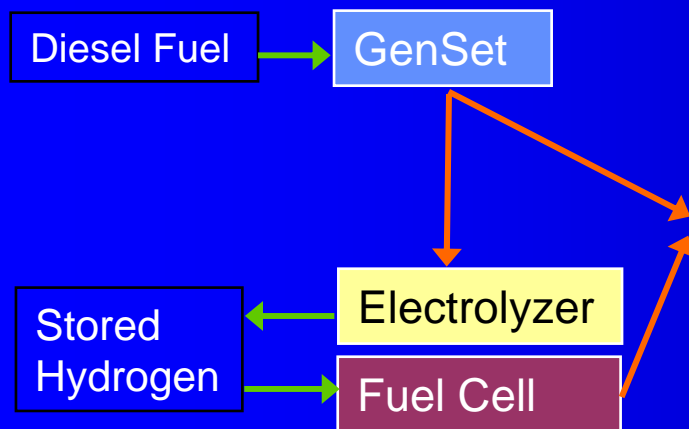 Diesel Fuel
GenSet
Electrolyzer
Stored
Hydrogen
Fuel Cell